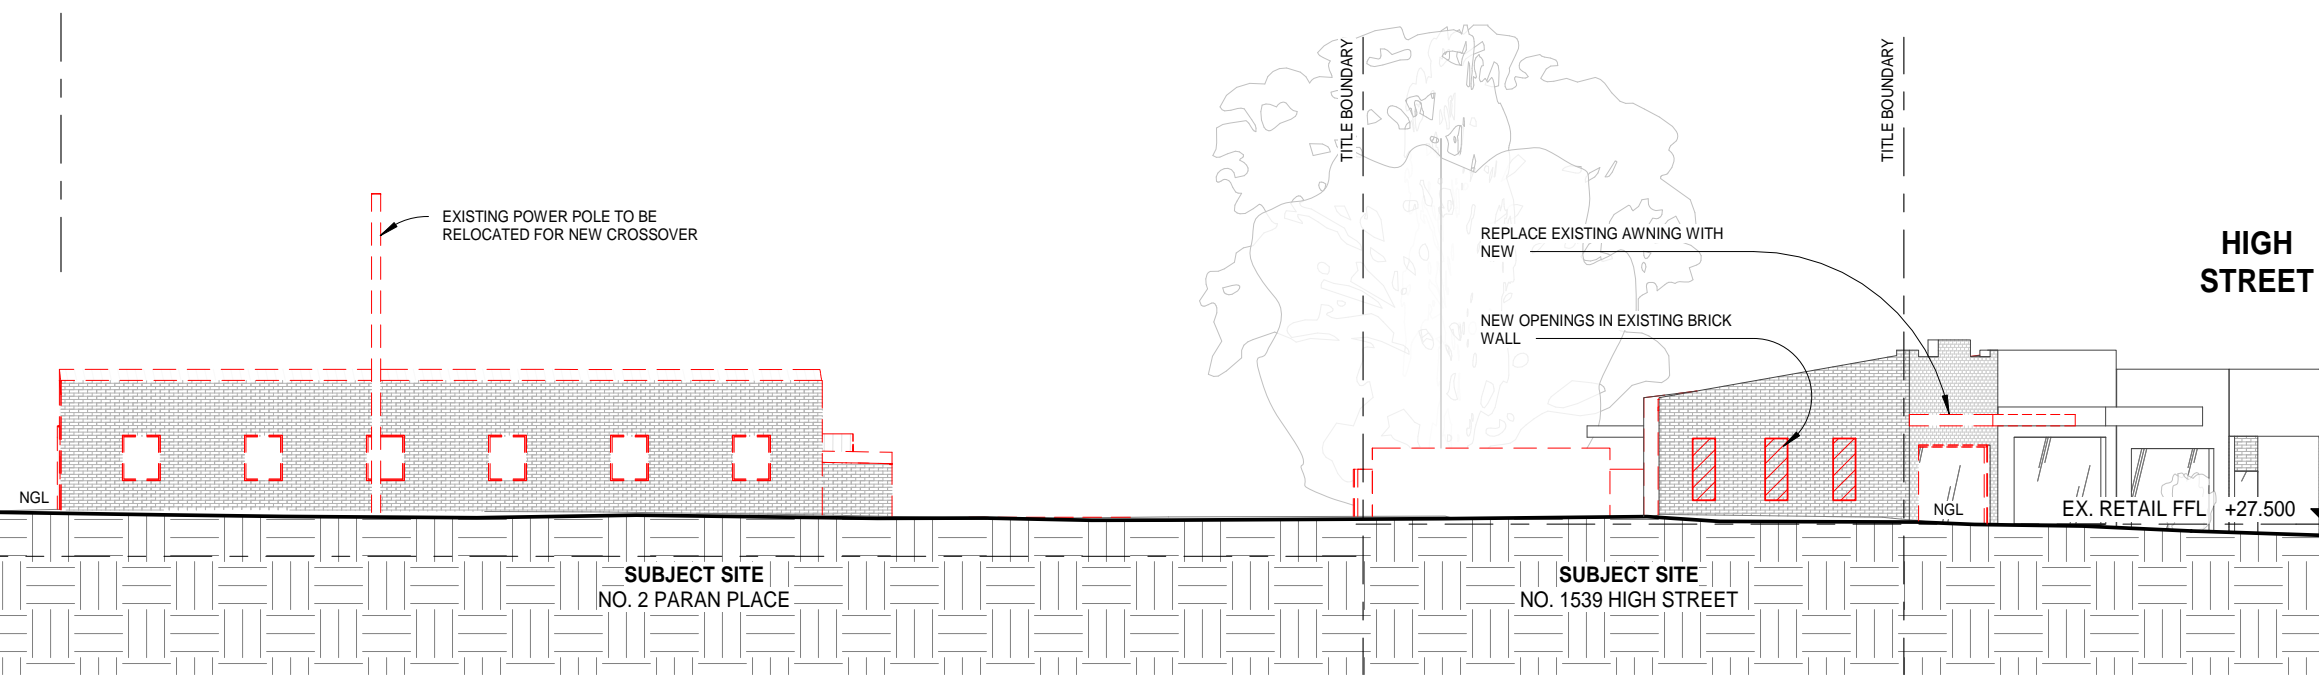 TITLE BOUNDARY
TITLE BOUNDARY
EXISTING POWER POLE TO BE
RELOCATED FOR NEW CROSSOVER
REPLACE EXISTING AWNING WITH
NEW
HIGH
STREET
NEW OPENINGS IN EXISTING BRICK
WALL
NGL
NGL
EX. RETAIL FFL +27.500
SUBJECT SITE
NO. 2 PARAN PLACE
SUBJECT SITE
NO. 1539 HIGH STREET